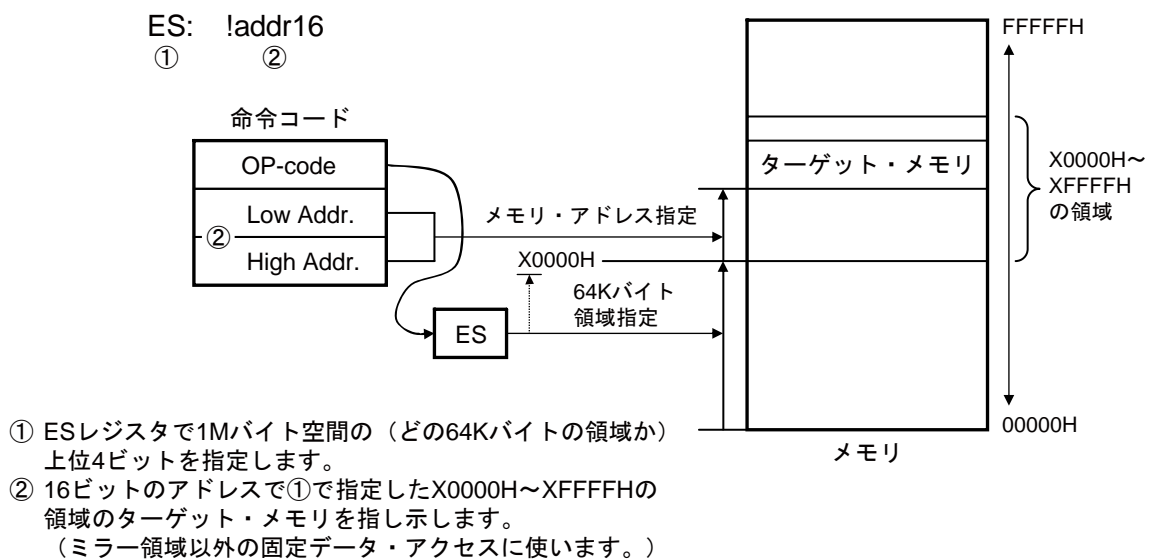 ES: !addr16
① ②
命令コード
OP-code
Low Addr.
②
High Addr.
メモリ・アドレス指定
X0000H
64Kバイト
領域指定
ES
FFFFFH
ターゲット・メモリ
X0000H～
XFFFFH
の領域
00000H
メモリ
① ESレジスタで1Mバイト空間の（どの64Kバイトの領域か）
上位4ビットを指定します。
② 16ビットのアドレスで①で指定したX0000H～XFFFFHの
領域のターゲット・メモリを指し示します。
（ミラー領域以外の固定データ・アクセスに使います。）